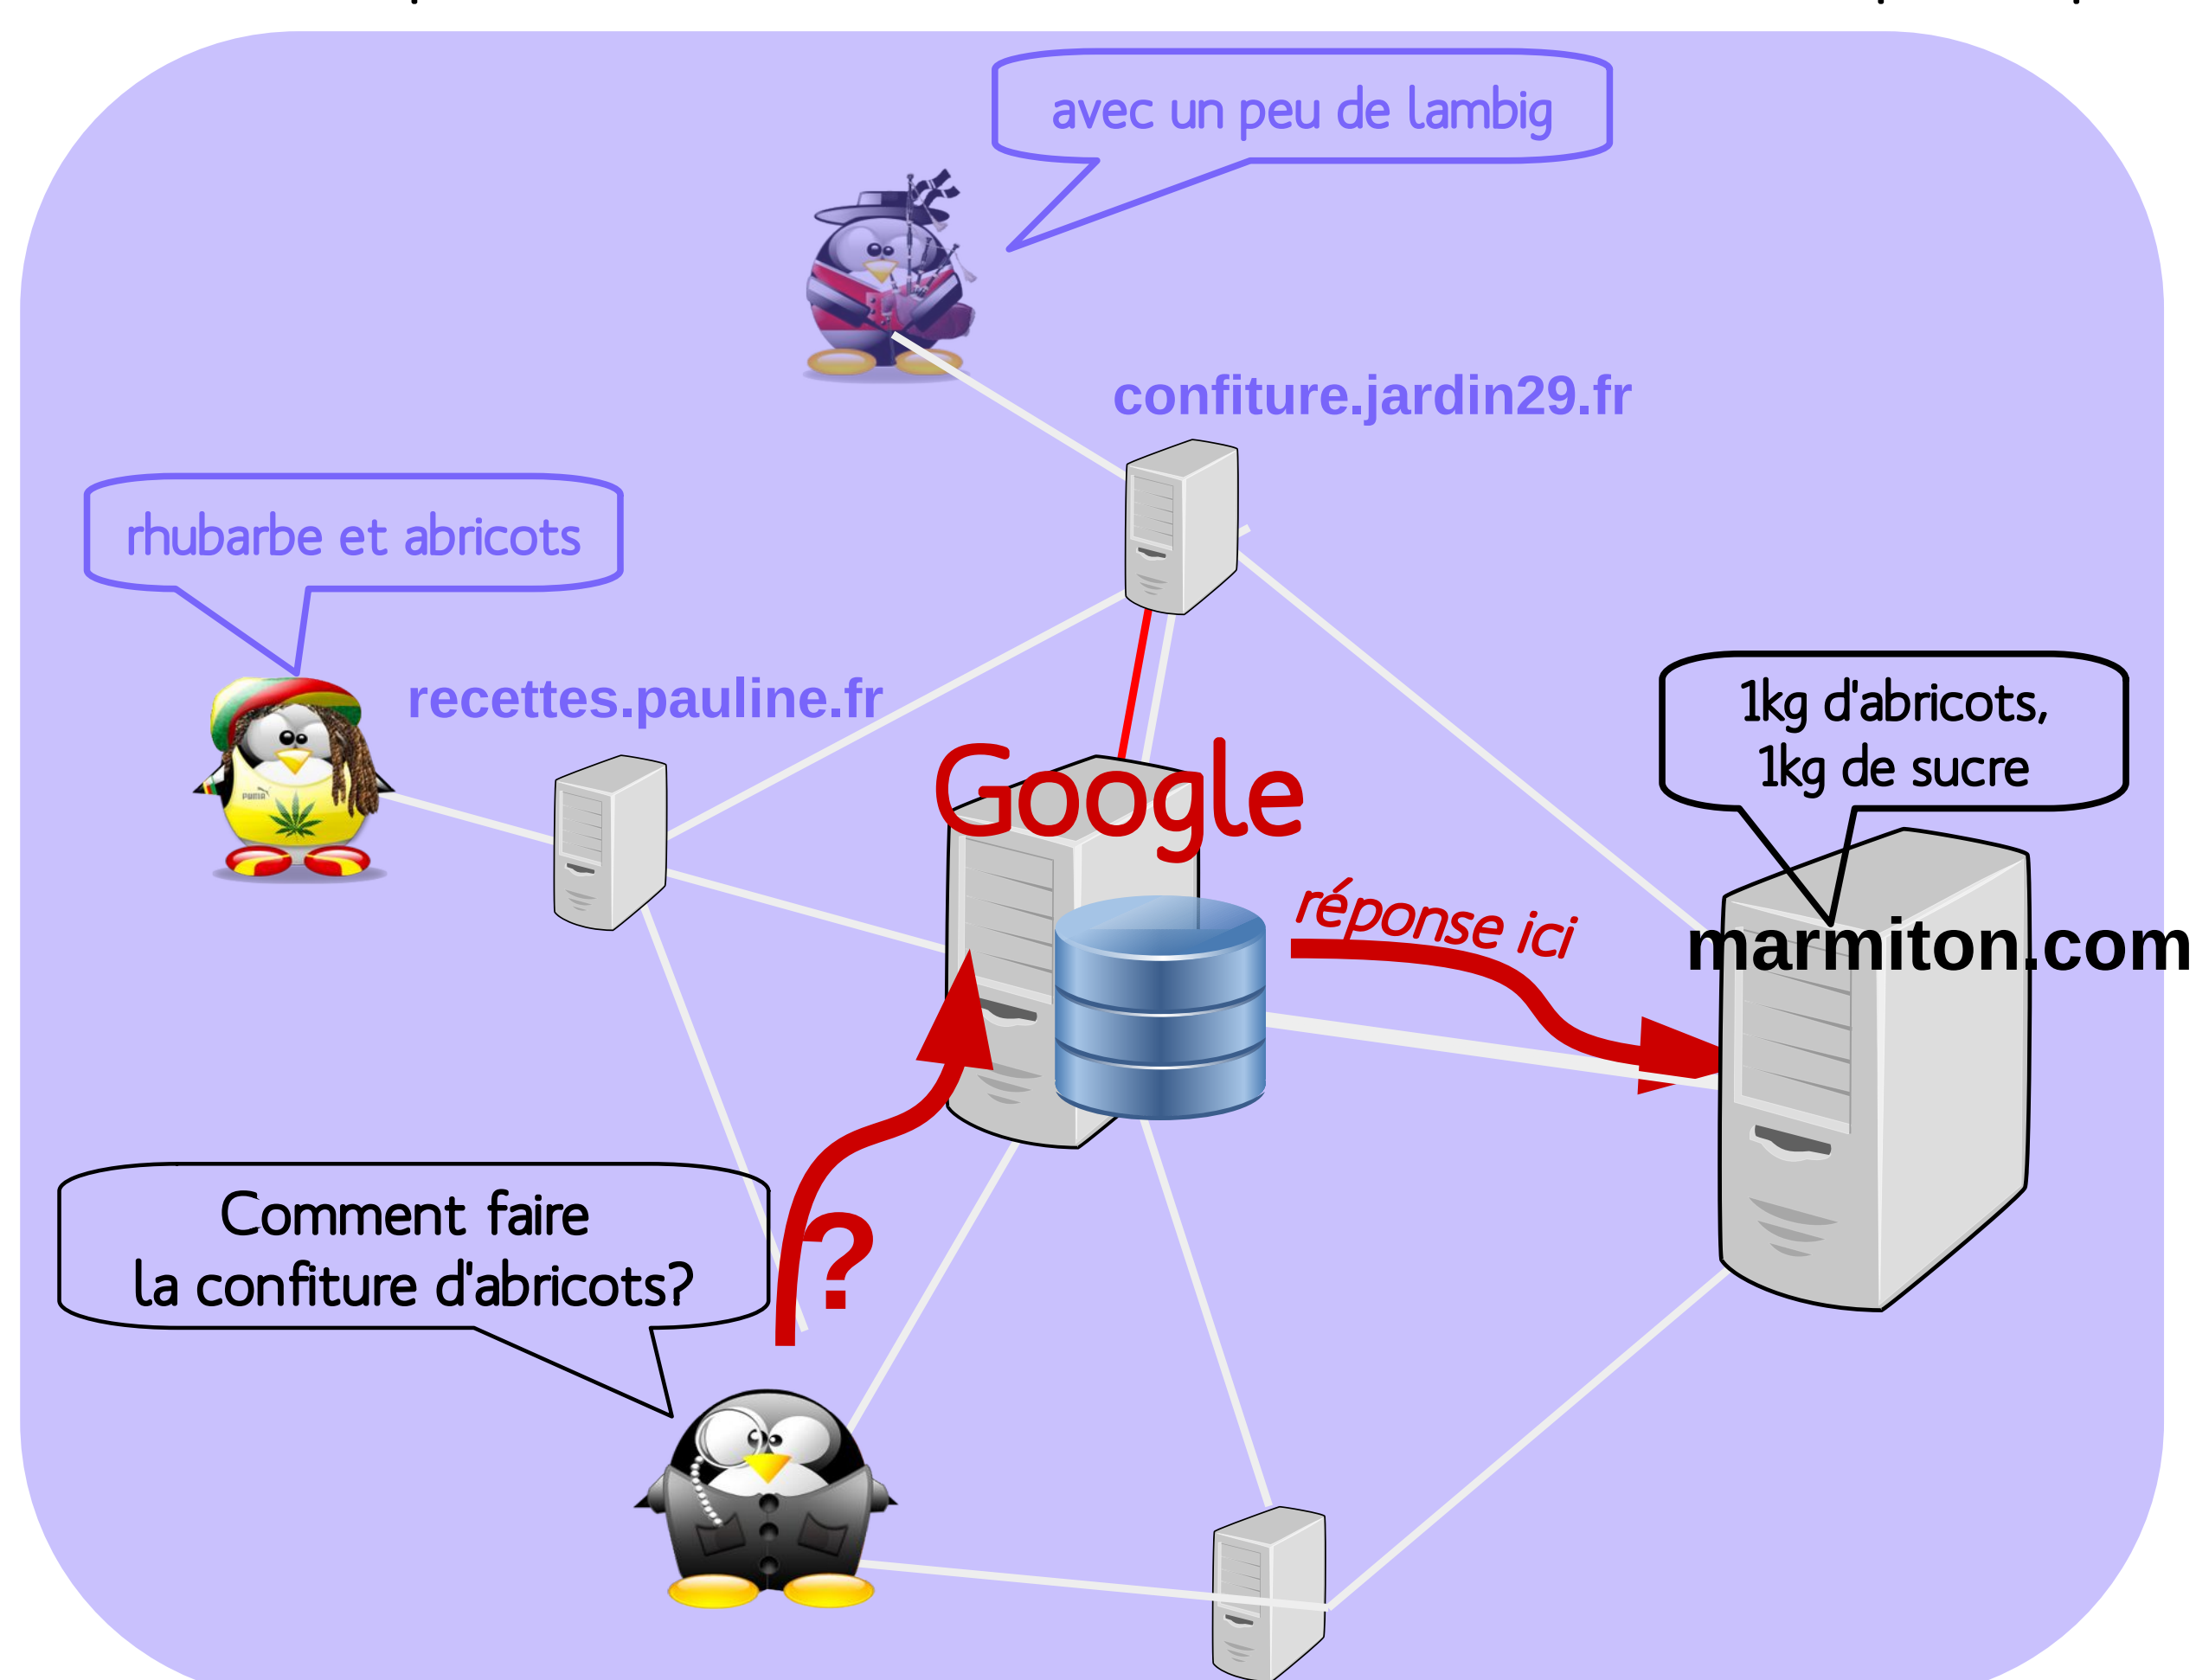 avec un peu de lambig
confiture.jardin29.fr
rhubarbe et abricots
recettes.pauline.fr
1kg d'abricots,
1kg de sucre
Google
réponse ici
marmiton.com
Comment faire
la confiture d'abricots?
?
PUMA